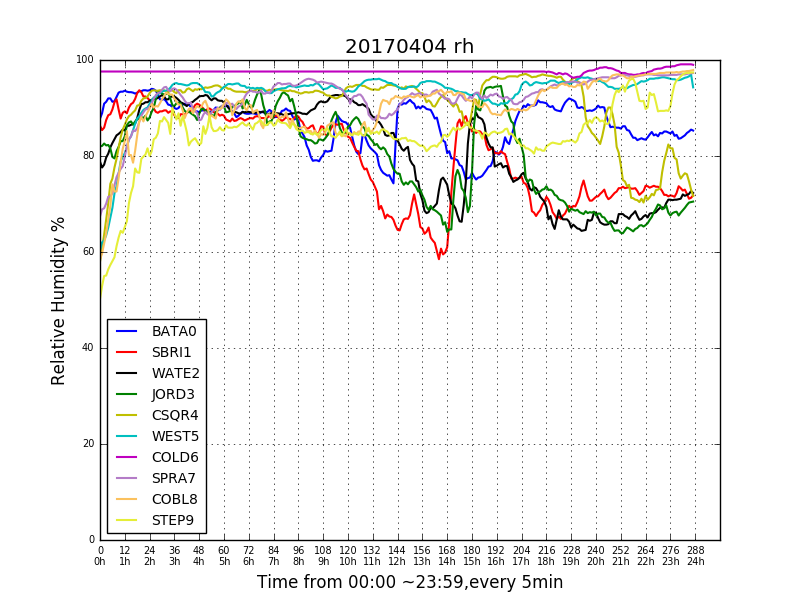 20170404 rh
Relative Humidity %
100
80
60
40
20
0
BATA0
SBRI1
WATE2
JORD3
CSQR4
WEST5
COLD6
SPRA7
COBL8
STEP9
0 12 24 36 48 60 72 84 96 108 120 132 144 156 168 180 192 204 216 228 240 252 264 276 288
0h 1h 2h 3h 4h 5h 6h 7h 8h 9h 10h 11h 12h 13h 14h 15h 16h 17h 18h 19h 20h 21h 22h 23h 24h
Time from 00:00 ~23:59,every 5min